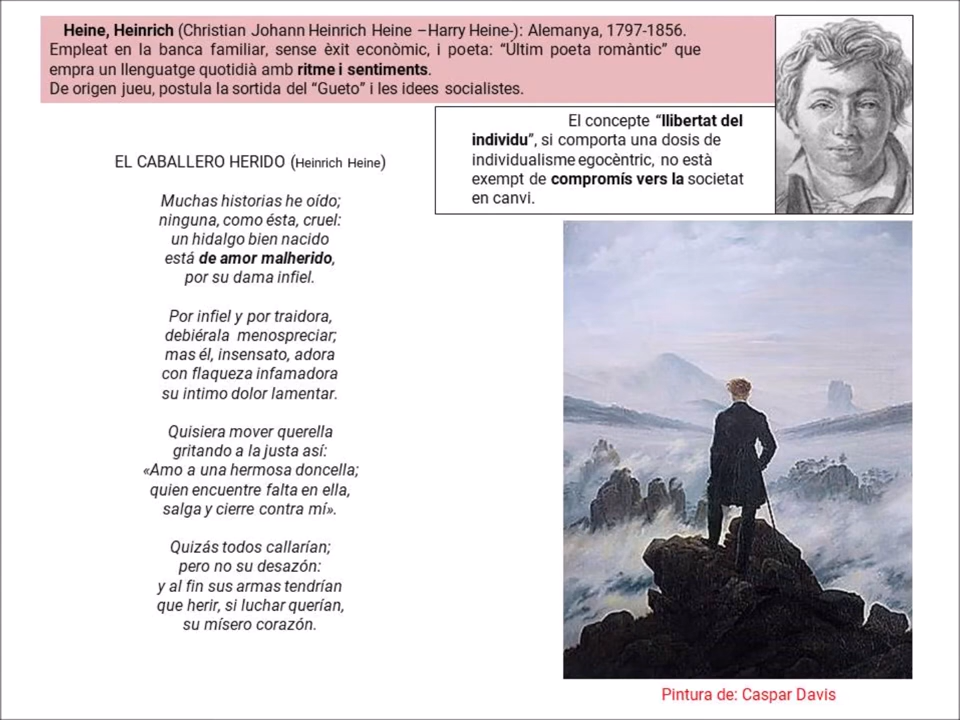 Heine, Heinrich (Christian Johann Heinrich Heine –Harry Heine-): Alemanya, 1797-1856.
Empleat en la banca familiar, sense èxit econòmic, i poeta: “Últim poeta romàntic” que
empra un llenguatge quotidià amb ritme i sentiments.
De origen jueu, postula la sortida del “Gueto” i les idees socialistes.
El concepte “llibertat del
individu”, si comporta una dosis de
individualisme egocèntric, no està
exempt de compromís vers la societat
en canvi.
EL CABALLERO HERIDO (Heinrich Heine)
Muchas historias he oído;
ninguna, como ésta, cruel:
un hidalgo bien nacido
está de amor malherido,
por su dama infiel.
Por infiel y por traidora,
debiérala menospreciar;
mas él, insensato, adora
con flaqueza infamadora
su intimo dolor lamentar.
Quisiera mover querella
gritando a la justa así:
«Amo a una hermosa doncella;
quien encuentre falta en ella,
salga y cierre contra mí».
Quizás todos callarían;
pero no su desazón:
y al fin sus armas tendrían
que herir, si luchar querían,
su mísero corazón.
Pintura de: Caspar Davis